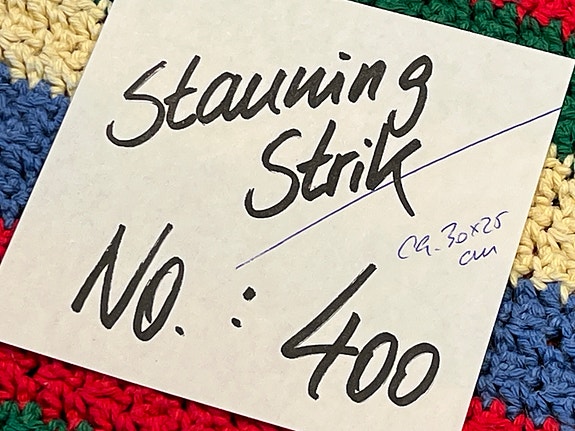 Stauning
Strik
ca. 30x25
cm
No. : 400